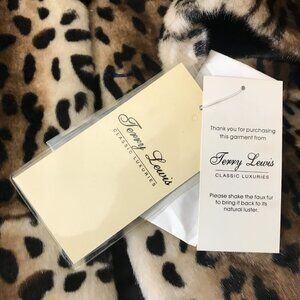 Terry Lewis
CLASSIC LUXURIES
Thank you for purchasing
this garment from
Terry Lewis
CLASSIC LUXURIES
Please shake the faux fur
to bring it back to its
natural luster.